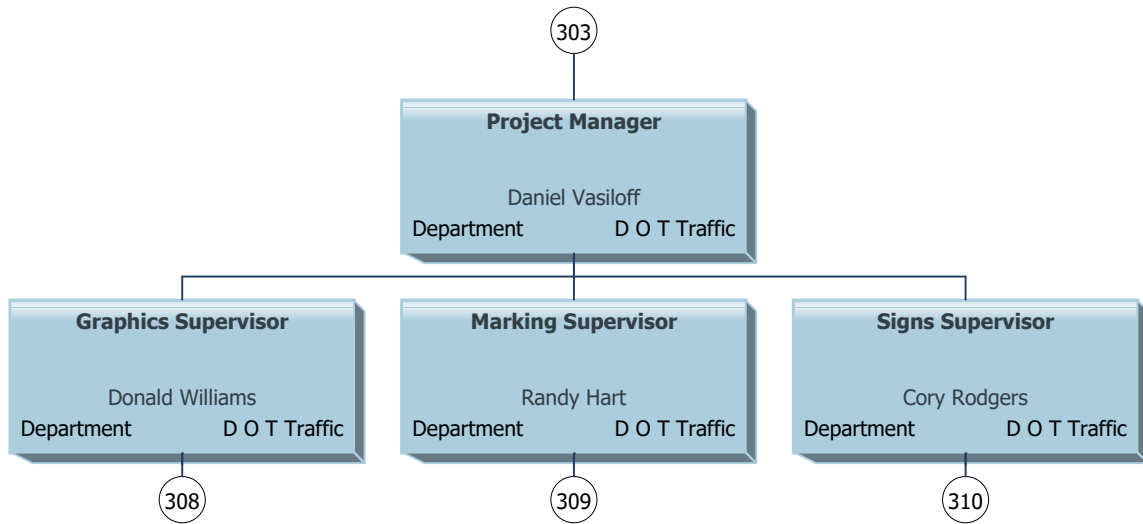 303
Project Manager
Daniel Vasiloff
Department D O T Traffic
Graphics Supervisor
Donald Williams
Department D O T Traffic
Marking Supervisor
Randy Hart
Department D O T Traffic
Signs Supervisor
Cory Rodgers
Department D O T Traffic
308
309
310